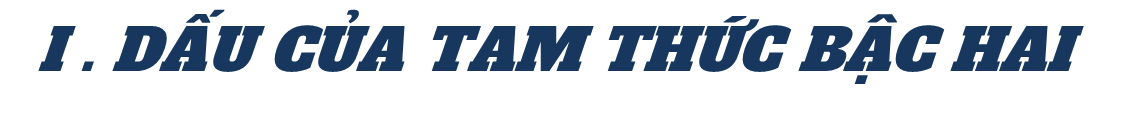 I . DẤU CỦA TAM THỨC BẬC HAI